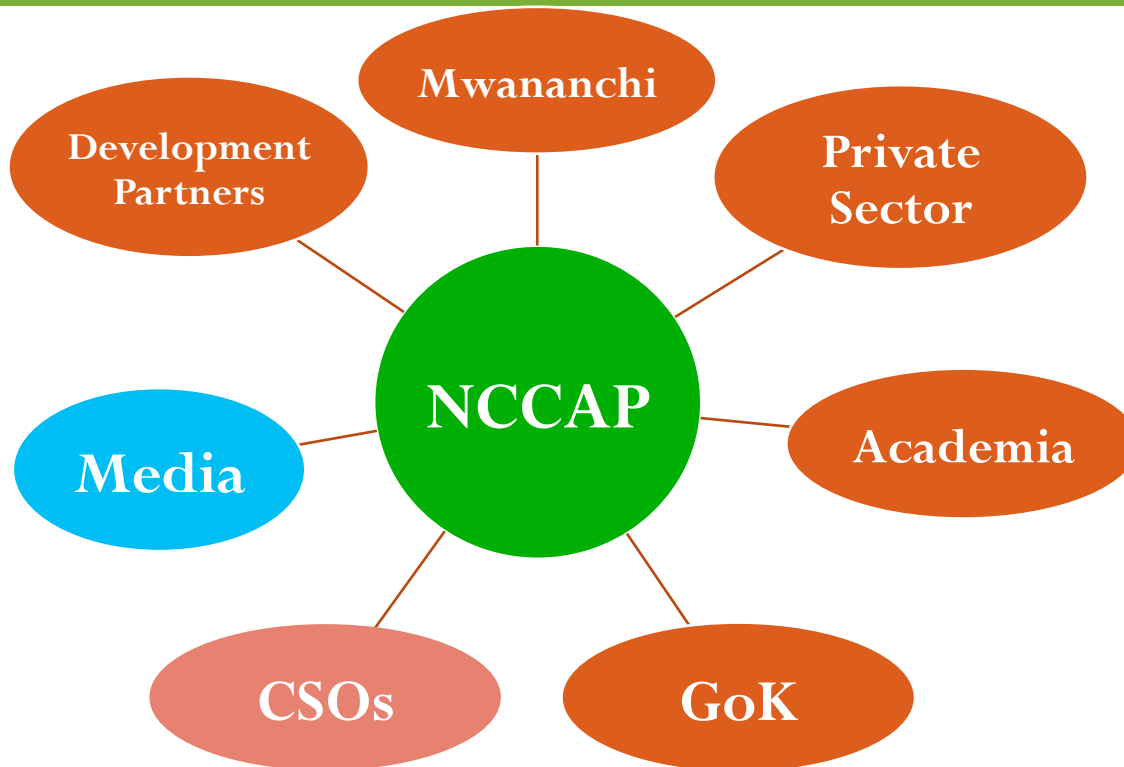 Mwananchi
Development
Partners
Private
Sector
NCCAP
Academia
Media
CSOs
GoK